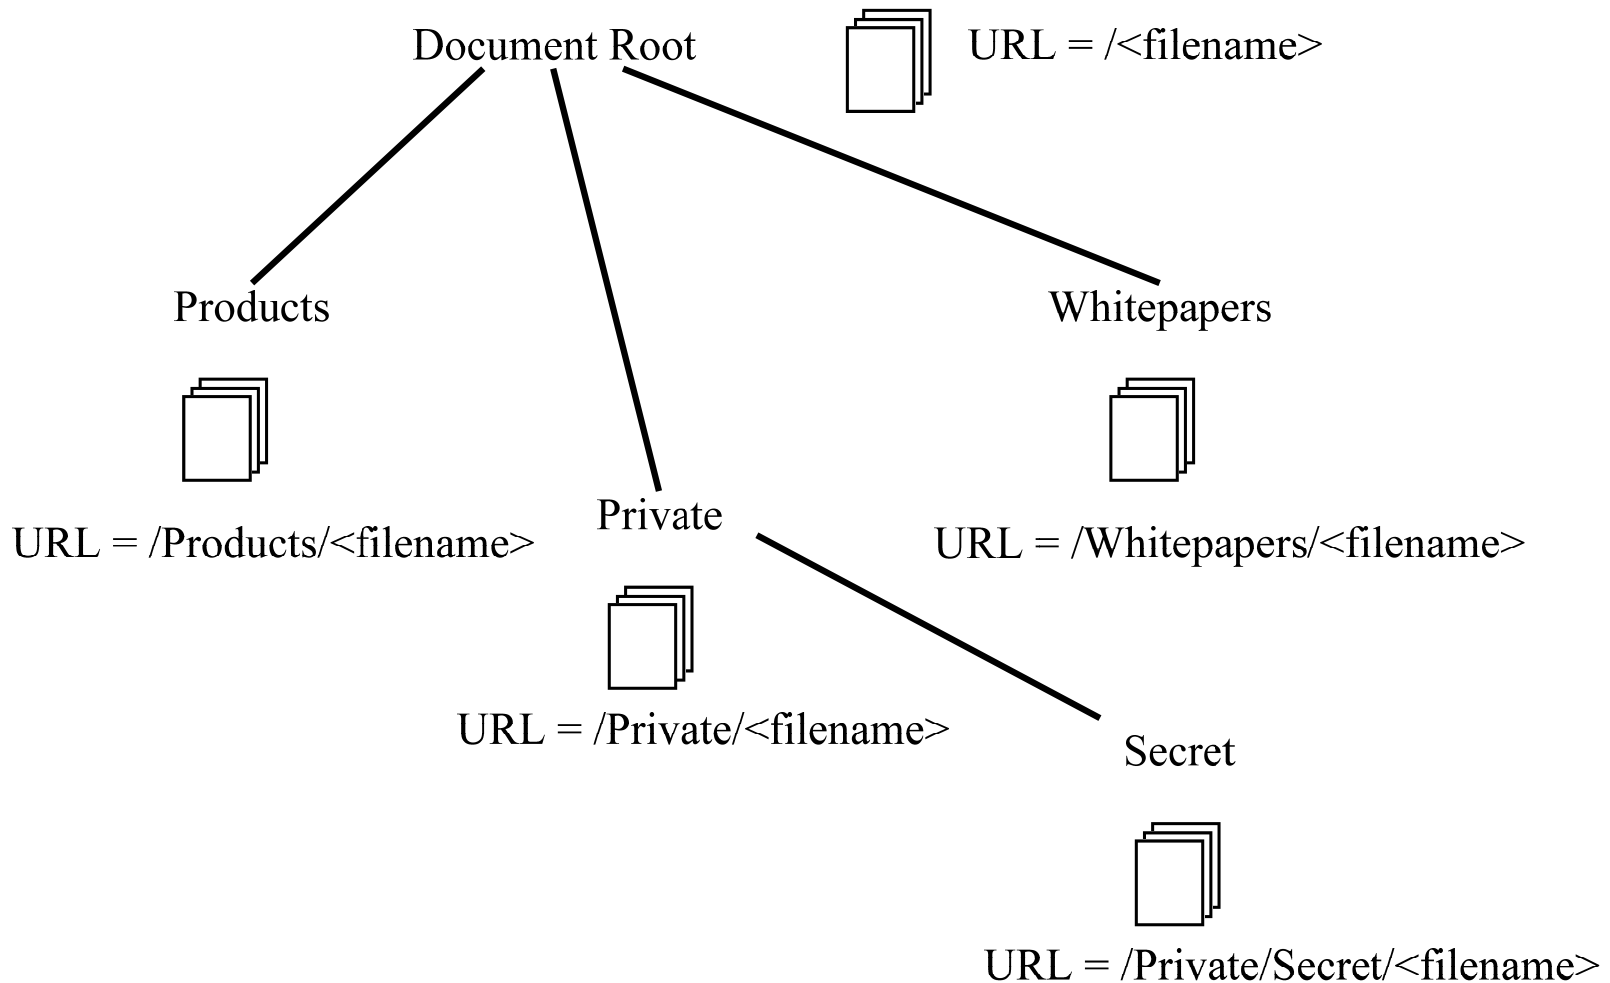 Document Root
URL = /<filename>
Products
Whitepapers
Private
URL = /Products/<filename>
URL = /Whitepapers/<filename>
URL = /Private/<filename>
Secret
URL = /Private/Secret/<filename>